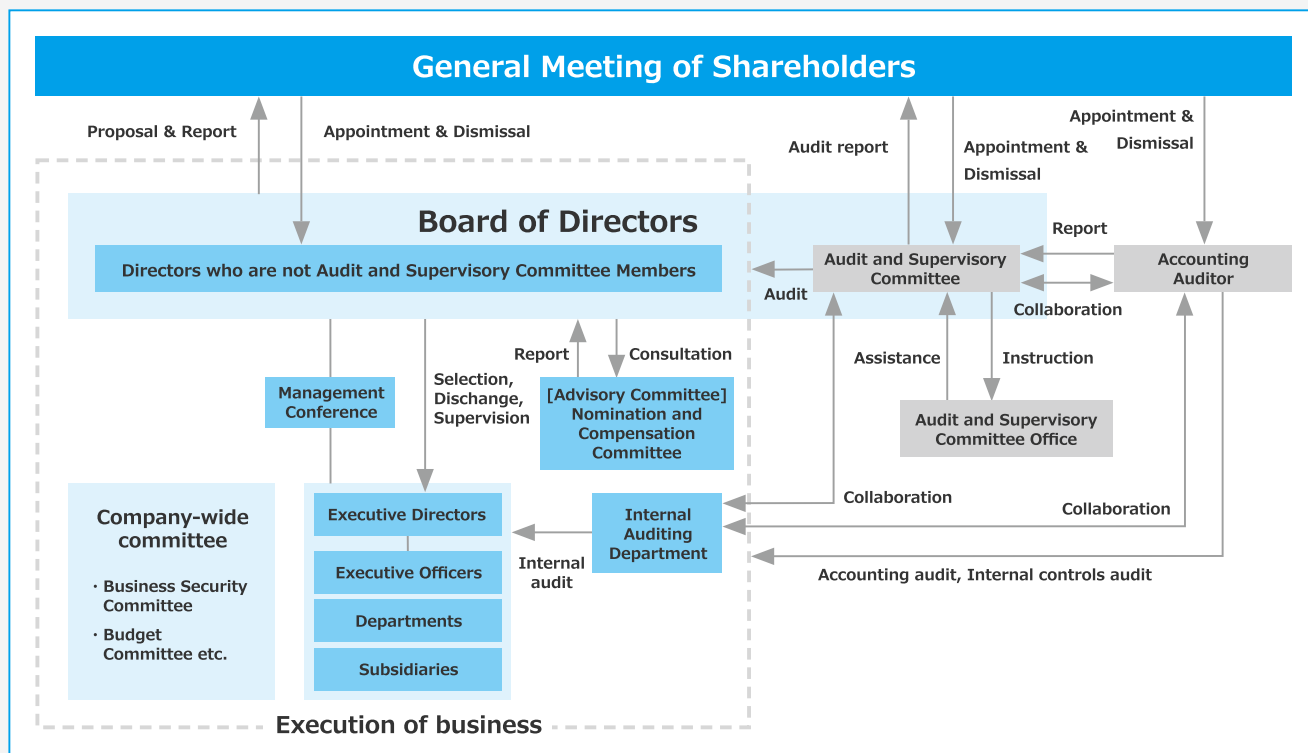 General Meeting of Shareholders
Proposal & Report
Appointment & Dismissal
Audit report
Appointment &
Dismissal
Appointment &
Dismissal
Board of Directors
Directors who are not Audit and Supervisory Committee Members
Audit
Audit and Supervisory
Committee
Report
Collaboration
Accounting
Auditor
Management
Conference
Selection,
Dischange,
Supervision
Report
Consultation
[Advisory Committee]
Nomination and
Compensation
Committee
Assistance
Instruction
Audit and Supervisory
Committee Office
Company-wide
committee
・Business Security
Committee
・Budget
Committee etc.
Executive Directors
Executive Officers
Departments
Subsidiaries
Internal
audit
Internal
Auditing
Department
Collaboration
Collaboration
Accounting audit, Internal controls audit
Execution of business